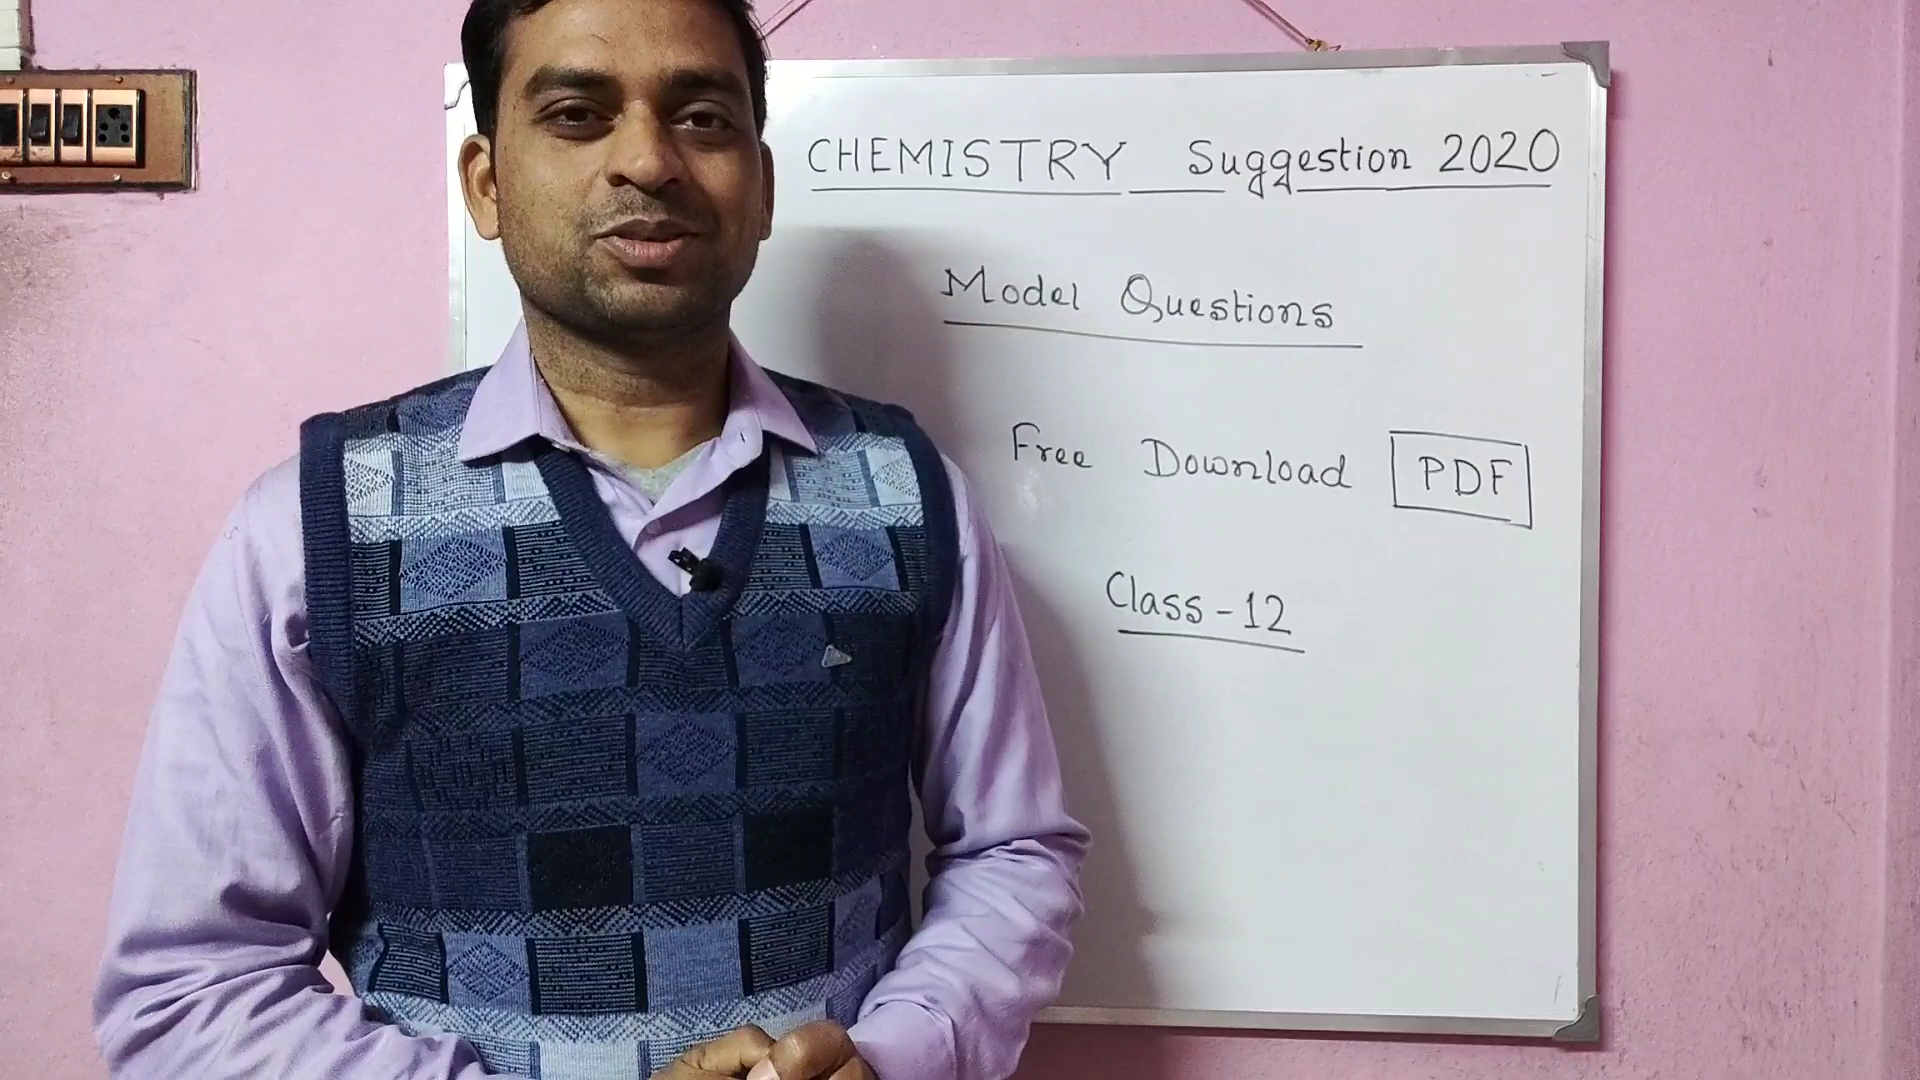 CHEMISTRY Suggestion 2020
Model Questions
Free Download PDF
Class-12